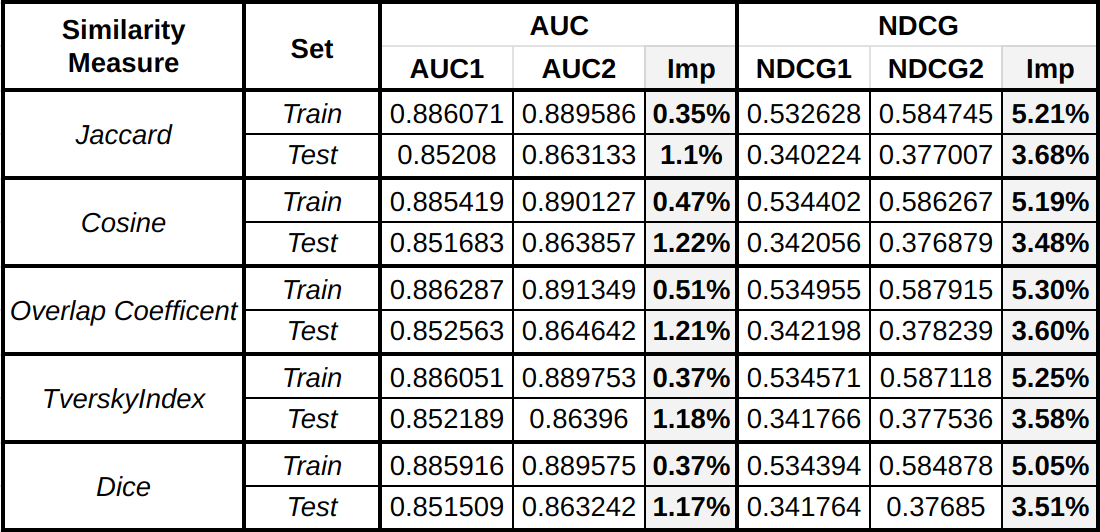 Similarity Measure Set AUC NDCG
AUC1 AUC2 Imp NDCG1 NDCG2 Imp
Jaccard Train 0.886071 0.889586 0.35% 0.532628 0.584745 5.21%
Test 0.85208 0.863133 1.1% 0.340224 0.377007 3.68%
Cosine Train 0.885419 0.890127 0.47% 0.534402 0.586267 5.19%
Test 0.851683 0.863857 1.22% 0.342056 0.376879 3.48%
Overlap Coefficent Train 0.886287 0.891349 0.51% 0.534955 0.587915 5.30%
Test 0.852563 0.864642 1.21% 0.342198 0.378239 3.60%
TverskyIndex Train 0.886051 0.889753 0.37% 0.534571 0.587118 5.25%
Test 0.852189 0.86396 1.18% 0.341766 0.377536 3.58%
Dice Train 0.885916 0.889575 0.37% 0.534394 0.584878 5.05%
Test 0.851509 0.863242 1.17% 0.341764 0.37685 3.51%